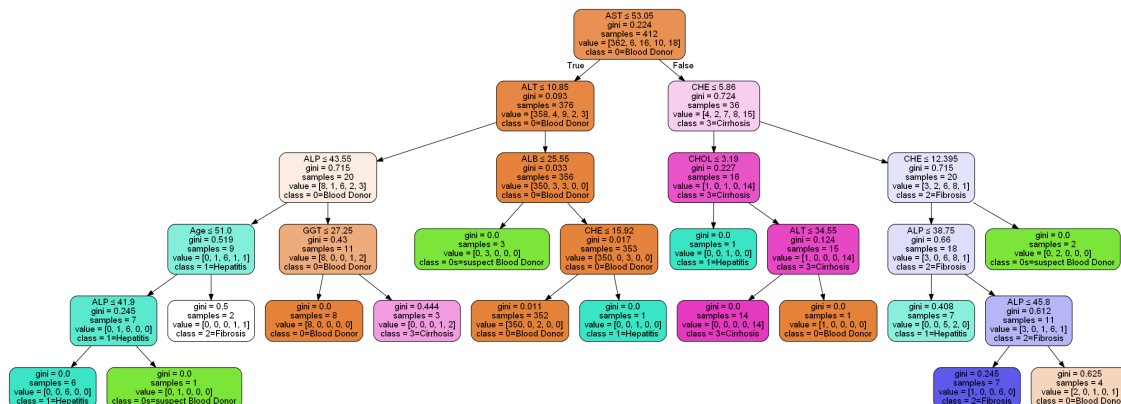 AST ≤ 53.05
gini = 0.224
samples = 412
value = [362, 6, 16, 10, 18]
class = 0=Blood Donor
True
False
ALT ≤ 10.85
gini = 0.093
samples = 376
value = [358, 4, 9, 2, 3]
class = 0=Blood Donor
CHE ≤ 5.86
gini = 0.724
samples = 36
value = [4, 2, 7, 8, 15]
class = 3=Cirrhosis
ALP ≤ 43.55
gini = 0.715
samples = 20
value = [8, 1, 6, 2, 3]
class = 0=Blood Donor
ALB ≤ 25.55
gini = 0.033
samples = 356
value = [350, 3, 3, 0, 0]
class = 0=Blood Donor
CHOL ≤ 3.19
gini = 0.227
samples = 16
value = [1, 0, 1, 0, 14]
class = 3=Cirrhosis
CHE ≤ 12.395
gini = 0.715
samples = 20
value = [3, 2, 6, 8, 1]
class = 2=Fibrosis
Age ≤ 51.0
gini = 0.519
samples = 9
value = [0, 1, 6, 1, 1]
class = 1=Hepatitis
GGT ≤ 27.25
gini = 0.43
samples = 11
value = [8, 0, 0, 1, 2]
class = 0=Blood Donor
gini = 0.0
samples = 3
value = [0, 3, 0, 0, 0]
class = 0s=suspect Blood Donor
CHE ≤ 15.92
gini = 0.017
samples = 353
value = [350, 0, 3, 0, 0]
class = 0=Blood Donor
gini = 0.0
samples = 1
value = [0, 0, 1, 0, 0]
class = 1=Hepatitis
ALT ≤ 34.55
gini = 0.124
samples = 15
value = [1, 0, 0, 0, 14]
class = 3=Cirrhosis
ALP ≤ 38.75
gini = 0.66
samples = 18
value = [3, 0, 6, 8, 1]
class = 2=Fibrosis
gini = 0.0
samples = 2
value = [0, 2, 0, 0, 0]
class = 0s=suspect Blood Donor
ALP ≤ 41.9
gini = 0.245
samples = 7
value = [0, 1, 6, 0, 0]
class = 1=Hepatitis
gini = 0.5
samples = 2
value = [0, 0, 0, 1, 1]
class = 2=Fibrosis
gini = 0.0
samples = 8
value = [8, 0, 0, 0, 0]
class = 0=Blood Donor
gini = 0.444
samples = 3
value = [0, 0, 0, 1, 2]
class = 3=Cirrhosis
gini = 0.011
samples = 352
value = [350, 0, 2, 0, 0]
class = 0=Blood Donor
gini = 0.0
samples = 1
value = [0, 0, 1, 0, 0]
class = 1=Hepatitis
gini = 0.0
samples = 14
value = [0, 0, 0, 0, 14]
class = 3=Cirrhosis
gini = 0.0
samples = 1
value = [1, 0, 0, 0, 0]
class = 0=Blood Donor
gini = 0.408
samples = 7
value = [0, 0, 5, 2, 0]
class = 1=Hepatitis
ALP ≤ 45.8
gini = 0.612
samples = 11
value = [3, 0, 1, 6, 1]
class = 2=Fibrosis
gini = 0.0
samples = 6
value = [0, 0, 6, 0, 0]
class = 1=Hepatitis
gini = 0.0
samples = 1
value = [0, 1, 0, 0, 0]
class = 0s=suspect Blood Donor
gini = 0.245
samples = 7
value = [1, 0, 0, 6, 0]
class = 2=Fibrosis
gini = 0.625
samples = 4
value = [2, 0, 1, 0, 1]
class = 0=Blood Donor